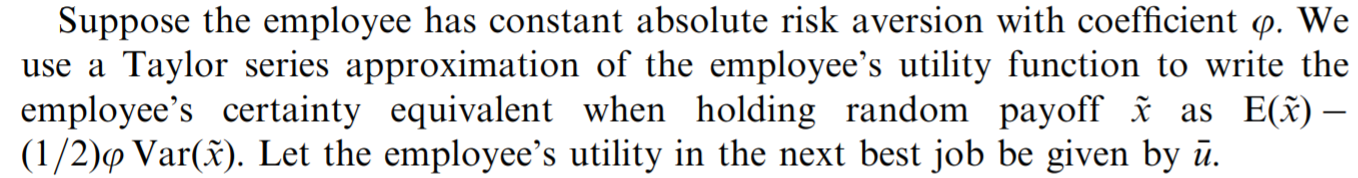 Suppose the employee has constant absolute risk aversion with coefficient φ. We
use a Taylor series approximation of the employee's utility function to write the
employee's certainty equivalent when holding random payoff x̃ as E(x̃) −
(1/2)φ Var(x̃). Let the employee's utility in the next best job be given by ū.